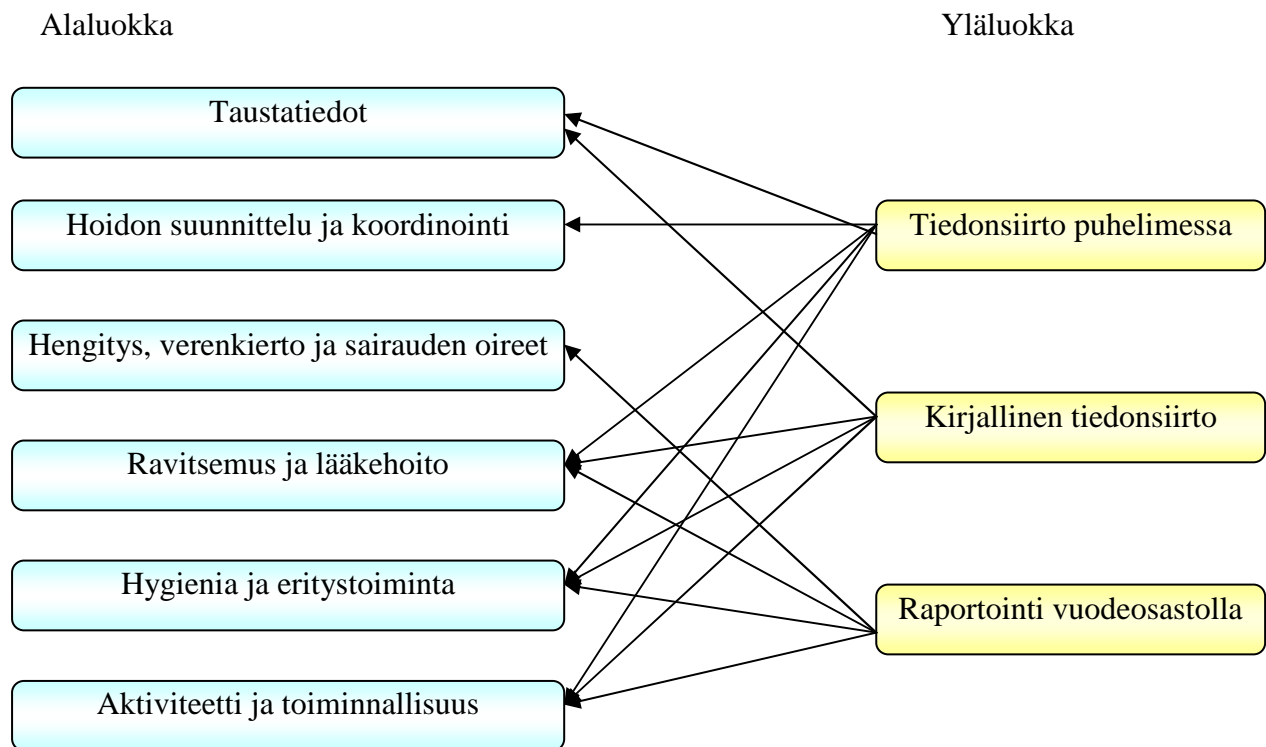 Alaluokka
Yläluokka
Taustatiedot
Hoidon suunnittelu ja koordinointi
Tiedonsiirto puhelimessa
Hengitys, verenkierto ja sairauden oireet
Kirjallinen tiedonsiirto
Ravitsemus ja lääkehoito
Hygienia ja eritystoiminta
Raportointi vuodeosastolla
Aktiviteetti ja toiminnallisuus